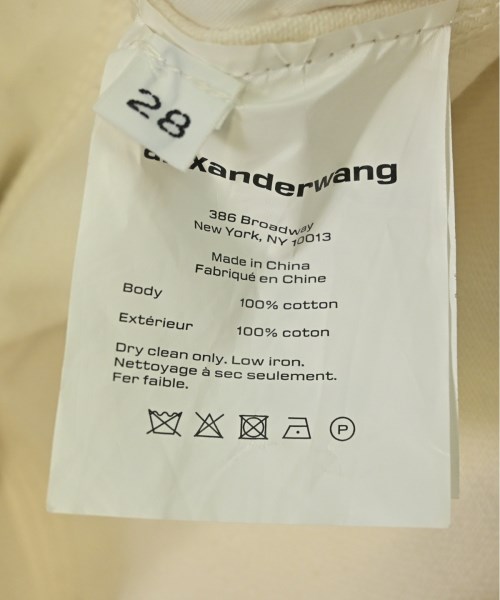 28
alexanderwang
386 Broadway
New York, NY 10013
Made in China
Fabriqué en Chine
Body 100% cotton
Extérieur 100% coton
Dry clean only. Low iron.
Nettoyage à sec seulement.
Fer faible.
P